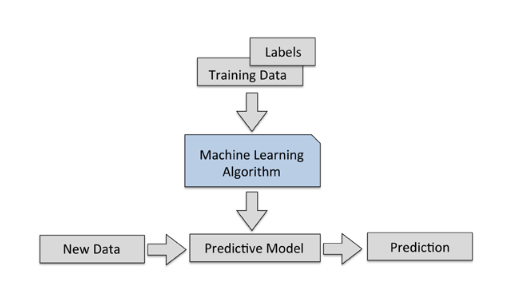 Labels
Training Data
Machine Learning
Algorithm
New Data
Predictive Model
Prediction